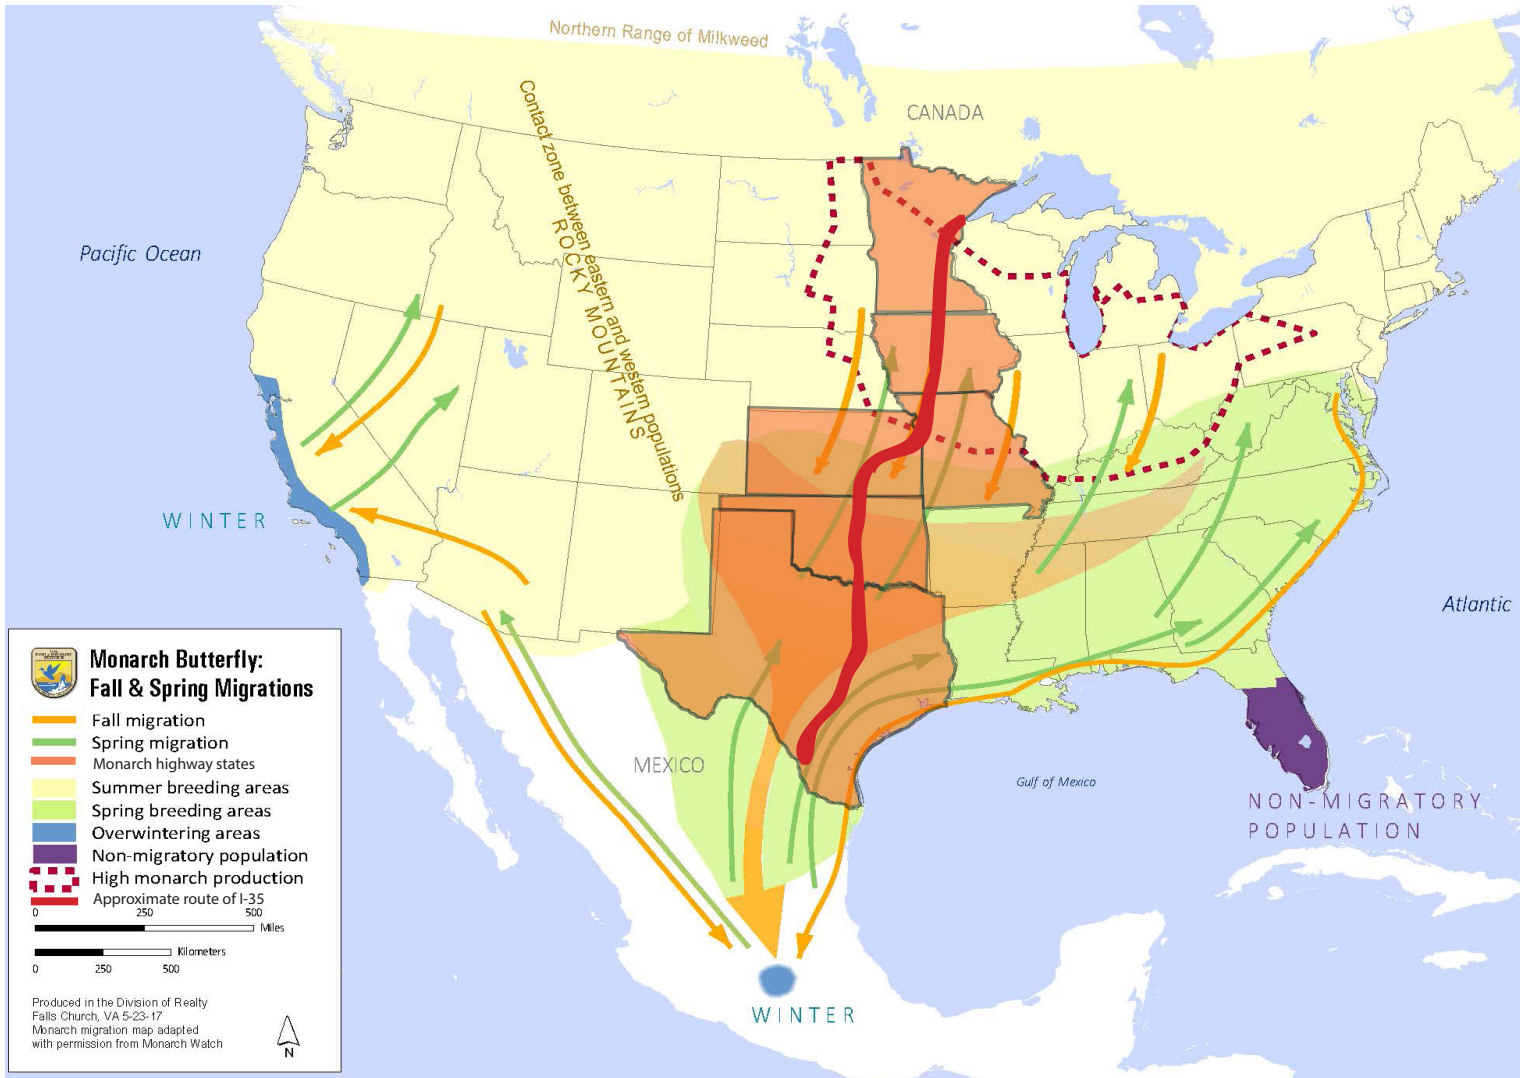 Northern Range of Milkweed
CANADA
Contact zone between eastern and western populations
ROCKY MOUNTAINS
Pacific Ocean
WINTER
Atlantic
MEXICO
Gulf of Mexico
NON-MIGRATORY
POPULATION
WINTER
Monarch Butterfly:
Fall & Spring Migrations
Fall migration
Spring migration
Monarch highway states
Summer breeding areas
Spring breeding areas
Overwintering areas
Non-migratory population
High monarch production
Approximate route of I-35
0 250 500
Miles
Kilometers
0 250 500
Produced in the Division of Realty
Falls Church, VA 5-23-17
Monarch migration map adapted
with permission from Monarch Watch
N